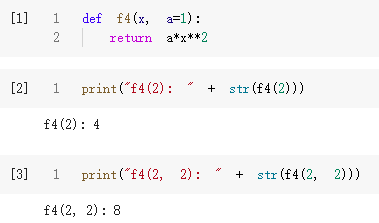 [1] 1 def f4(x, a=1):
2 return a*x**2
[2] 1 print("f4(2): " + str(f4(2)))
f4(2): 4
[3] 1 print("f4(2, 2): " + str(f4(2, 2)))
f4(2, 2): 8